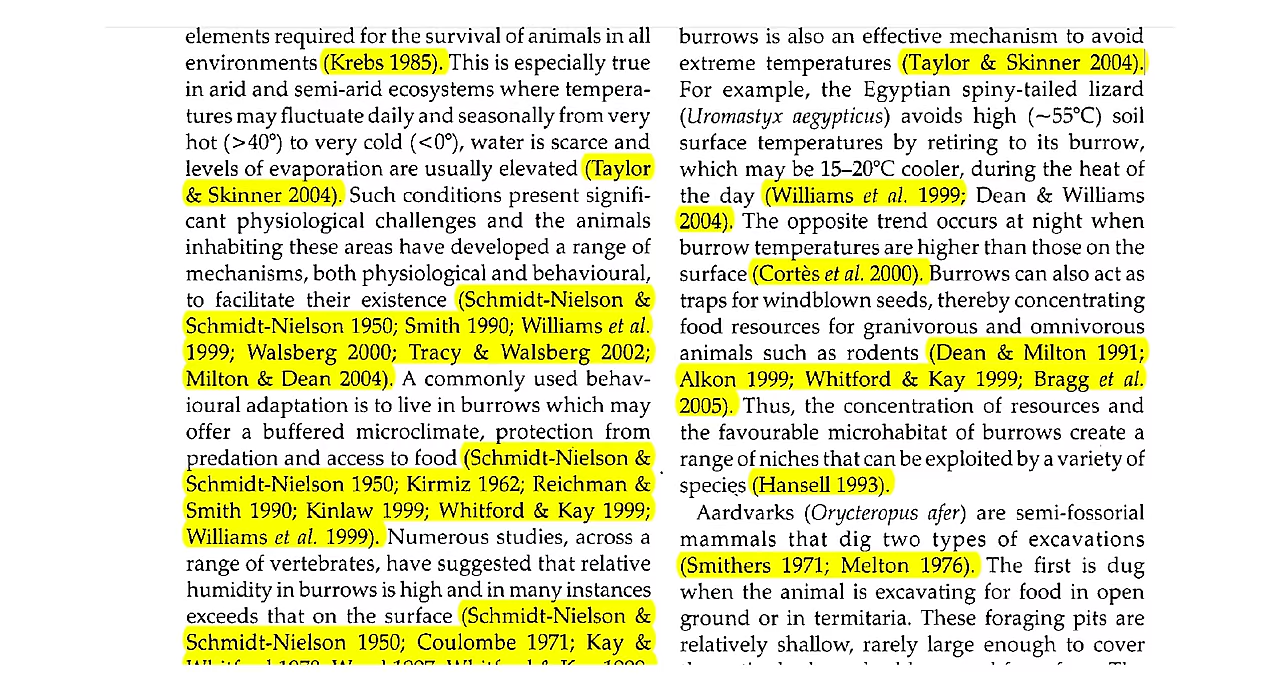 elements required for the survival of animals in all
environments (Krebs 1985). This is especially true
in arid and semi-arid ecosystems where tempera-
tures may fluctuate daily and seasonally from very
hot (>40°) to very cold (<0°), water is scarce and
levels of evaporation are usually elevated (Taylor
& Skinner 2004). Such conditions present signifi-
cant physiological challenges and the animals
inhabiting these areas have developed a range of
mechanisms, both physiological and behavioural,
to facilitate their existence (Schmidt-Nielson &
Schmidt-Nielson 1950; Smith 1990; Williams et al.
1999; Walsberg 2000; Tracy & Walsberg 2002;
Milton & Dean 2004). A commonly used behav-
ioural adaptation is to live in burrows which may
offer a buffered microclimate, protection from
predation and access to food (Schmidt-Nielson &
Schmidt-Nielson 1950; Kirmiz 1962; Reichman &
Smith 1990; Kinlaw 1999; Whitford & Kay 1999;
Williams et al. 1999). Numerous studies, across a
range of vertebrates, have suggested that relative
humidity in burrows is high and in many instances
exceeds that on the surface (Schmidt-Nielson &
Schmidt-Nielson 1950; Coulombe 1971; Kay &
burrows is also an effective mechanism to avoid
extreme temperatures (Taylor & Skinner 2004).
For example, the Egyptian spiny-tailed lizard
(Uromastyx aegypticus) avoids high (~55°C) soil
surface temperatures by retiring to its burrow,
which may be 15–20°C cooler, during the heat of
the day (Williams et al. 1999; Dean & Williams
2004). The opposite trend occurs at night when
burrow temperatures are higher than those on the
surface (Cortès et al. 2000). Burrows can also act as
traps for windblown seeds, thereby concentrating
food resources for granivorous and omnivorous
animals such as rodents (Dean & Milton 1991;
Alkon 1999; Whitford & Kay 1999; Bragg et al.
2005). Thus, the concentration of resources and
the favourable microhabitat of burrows create a
range of niches that can be exploited by a variety of
species (Hansell 1993).
Aardvarks (Orycteropus afer) are semi-fossorial
mammals that dig two types of excavations
(Smithers 1971; Melton 1976). The first is dug
when the animal is excavating for food in open
ground or in termitaria. These foraging pits are
relatively shallow, rarely large enough to cover